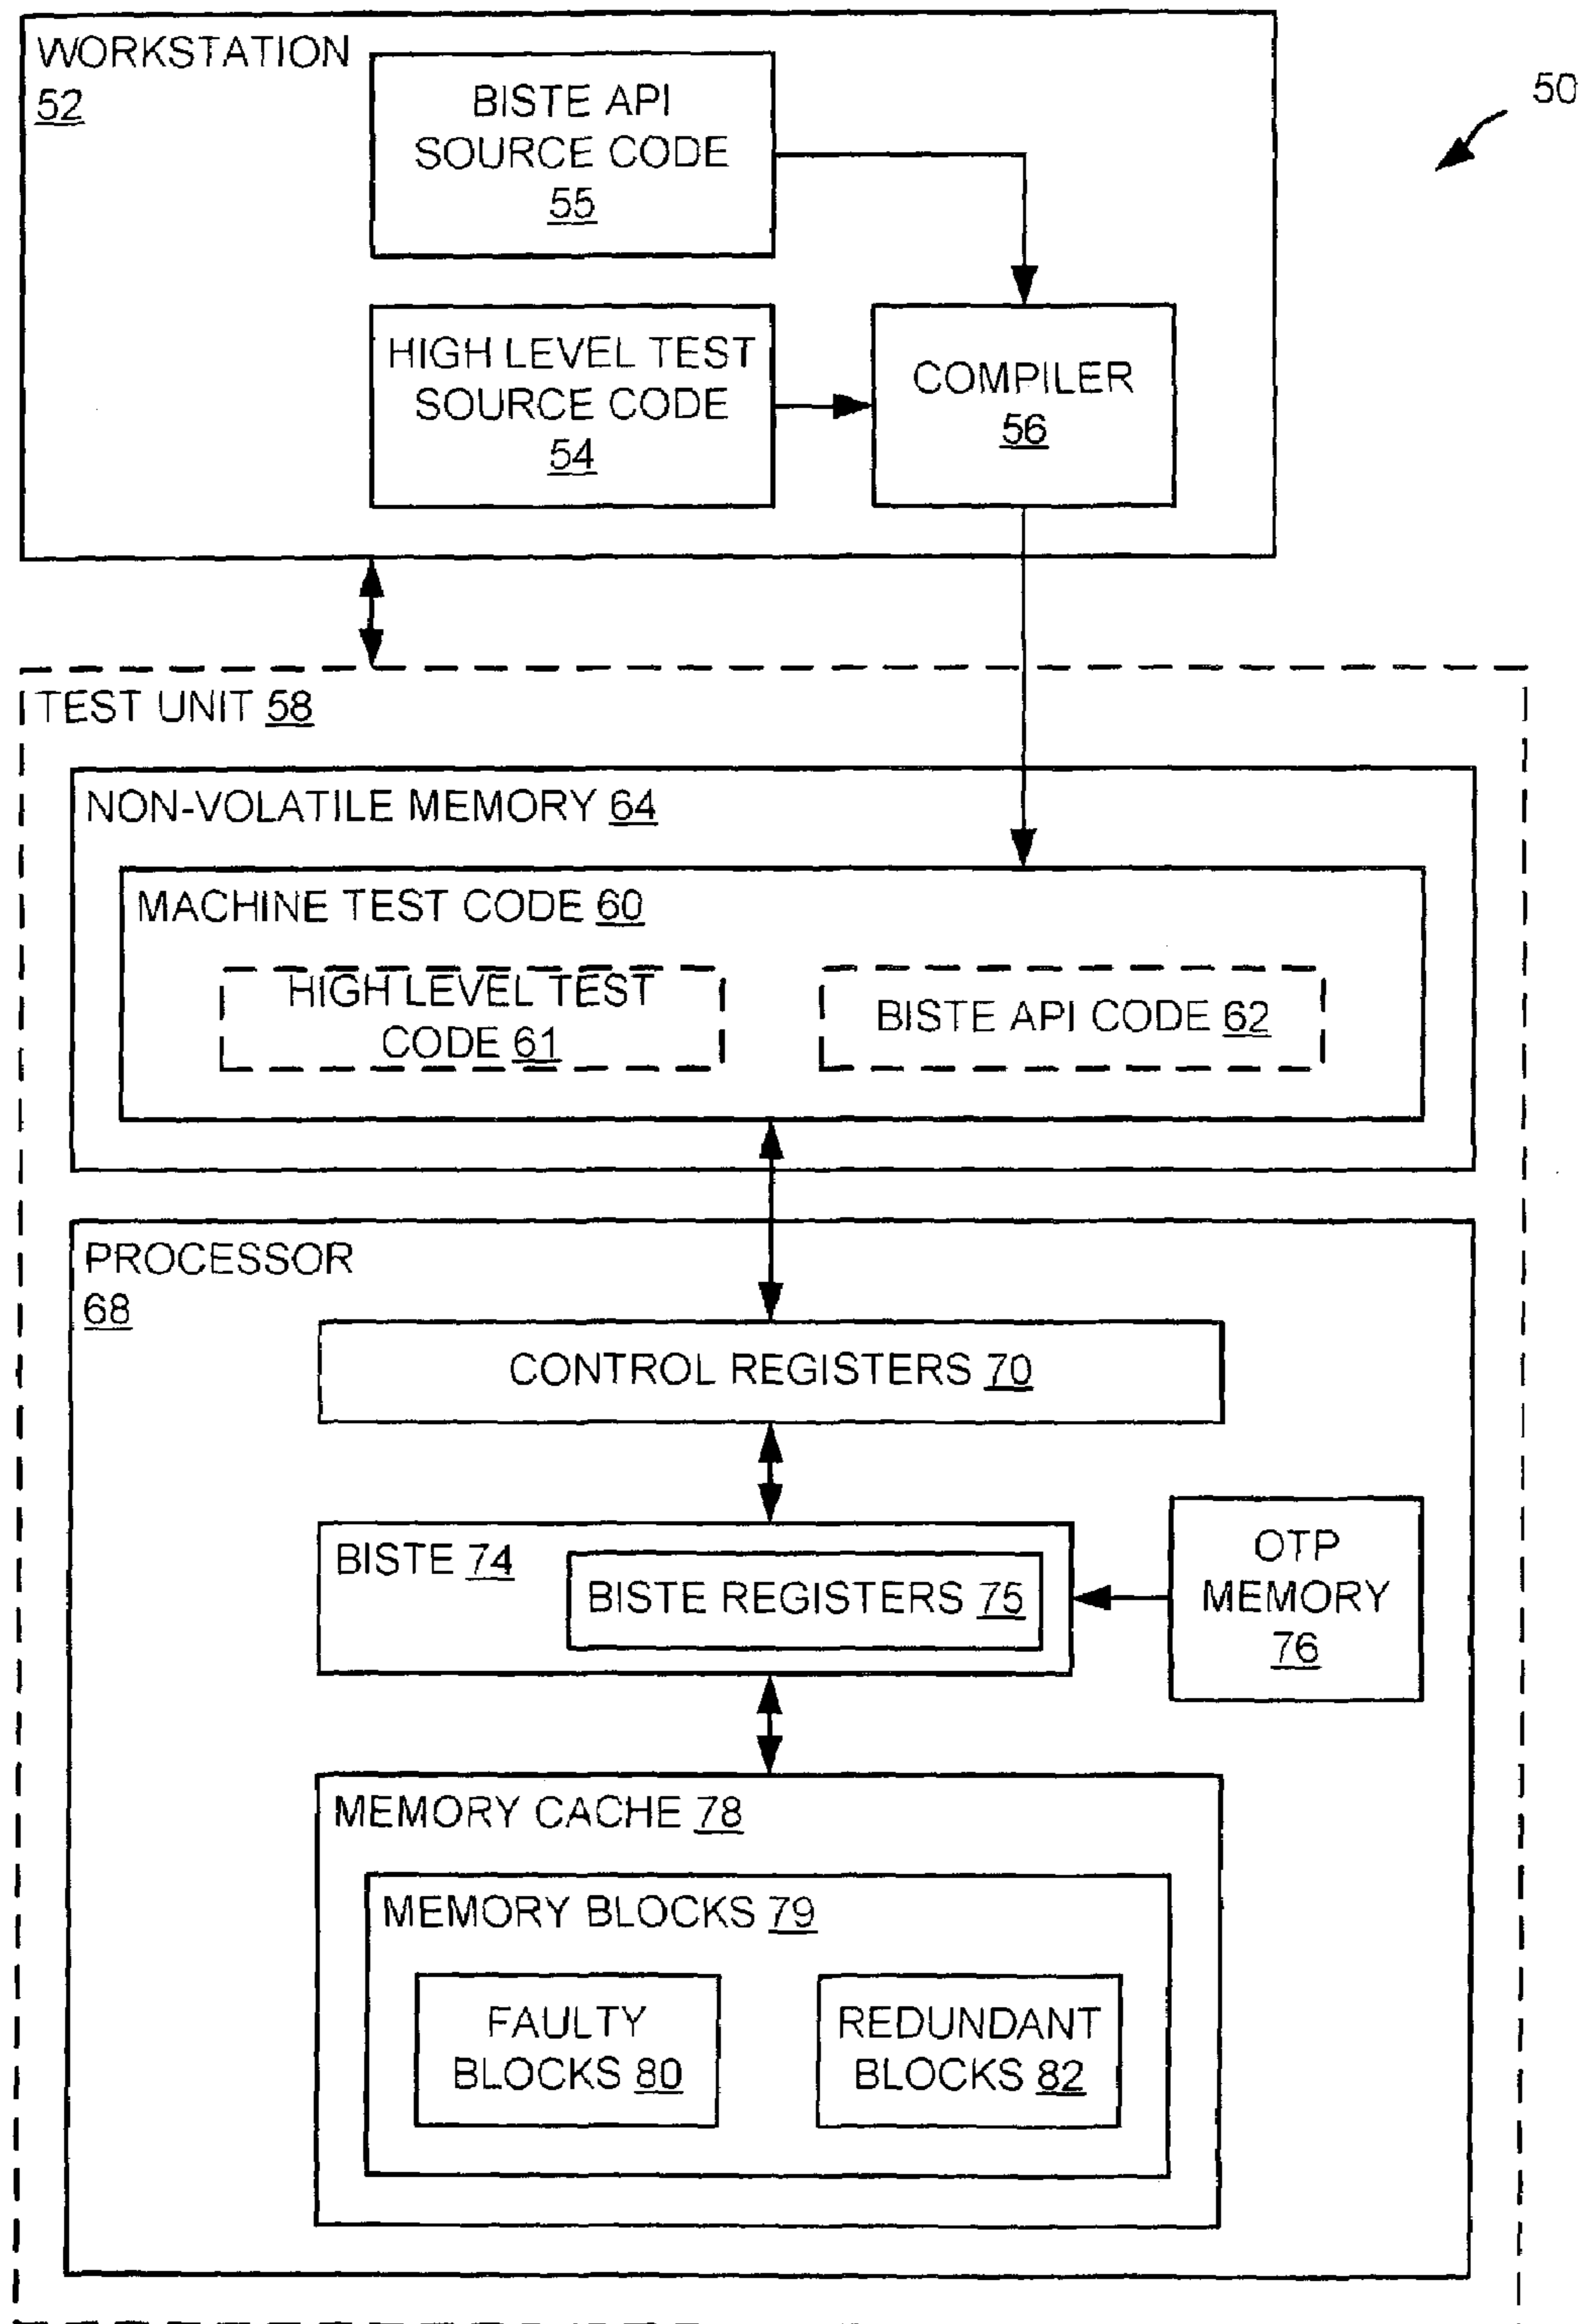 WORKSTATION
52
BISTE API
SOURCE CODE
55
50
HIGH LEVEL TEST
SOURCE CODE
54
COMPILER
56
TEST UNIT 58
NON-VOLATILE MEMORY 64
MACHINE TEST CODE 60
HIGH LEVEL TEST
CODE 61
BISTE API CODE 62
PROCESSOR
68
CONTROL REGISTERS 70
BISTE 74
BISTE REGISTERS 75
OTP
MEMORY
76
MEMORY CACHE 78
MEMORY BLOCKS 79
FAULTY
BLOCKS 80
REDUNDANT
BLOCKS 82